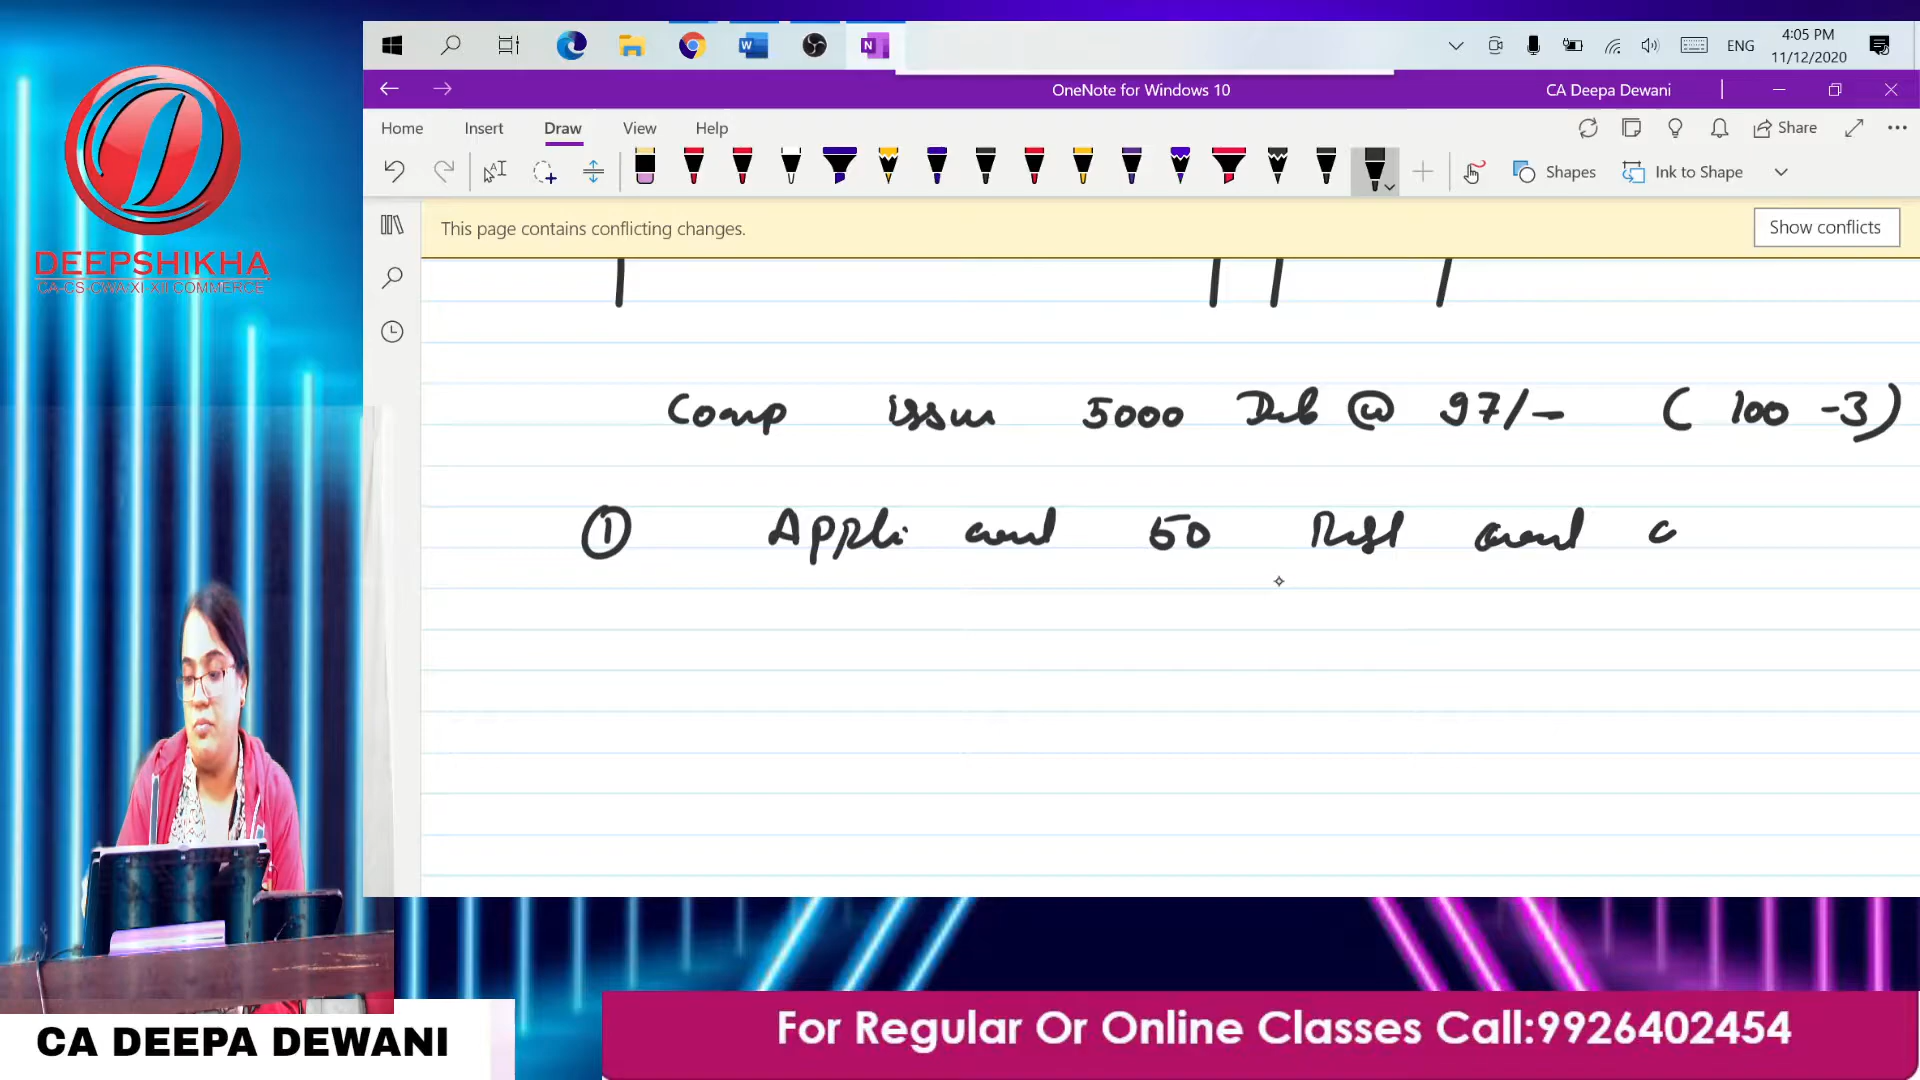 4:05 PM
ENG
11/12/2020
OneNote for Windows 10
CA Deepa Dewani
Home Insert Draw View Help
Share
Shapes
Ink to Shape
This page contains conflicting changes.
Show conflicts
DEEPSHIKHA
CA-CS-CWA-XI-XII COMMERCE
Comp issue 5000 Deb @ 97/- (100 -3)
① Appli amt 50 Rest amt
CA DEEPA DEWANI
For Regular Or Online Classes Call:9926402454